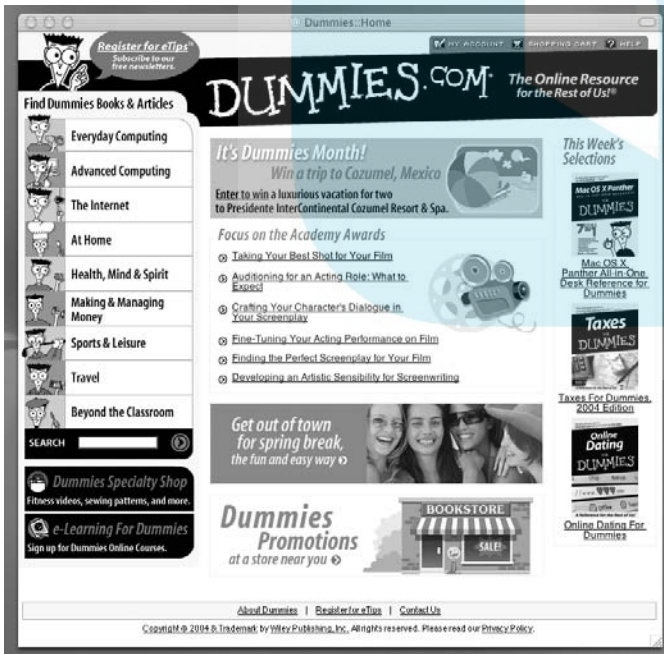 Dummies::Home
Register for eTips
Subscribe to our
free newsletters.
MY ACCOUNT SHOPPING CART ? HELP
DUMMIES.COM
The Online Resource
for the Rest of Us!®
Find Dummies Books & Articles
Everyday Computing
Advanced Computing
The Internet
At Home
Health, Mind & Spirit
Making & Managing
Money
Sports & Leisure
Travel
Beyond the Classroom
SEARCH
Dummies Specialty Shop
Fitness videos, sewing patterns, and more.
e-Learning For Dummies
Sign up for Dummies Online Courses.
It's Dummies Month!
Win a trip to Cozumel, Mexico
Enter to win a luxurious vacation for two
to Presidente InterContinental Cozumel Resort & Spa.
Focus on the Academy Awards
Taking Your Best Shot for Your Film
Auditioning for an Acting Role: What to
Expect
Crafting Your Character's Dialogue in
Your Screenplay
Fine-Tuning Your Acting Performance on Film
Finding the Perfect Screenplay for Your Film
Developing an Artistic Sensibility for Screenwriting
Get out of town
for spring break,
the fun and easy way
Dummies
Promotions
at a store near you
BOOKSTORE
SALE!
This Week's
Selections
Mac OS X Panther
DUMMIES
Mac OS X
Panther All-in-One
Desk Reference for
Dummies
Taxes
DUMMIES
Taxes For Dummies,
2004 Edition
Online
Dating
DUMMIES
Online Dating For
Dummies
About Dummies | Register for eTips | Contact Us
Copyright © 2004 & Trademark by Wiley Publishing, Inc. All rights reserved. Please read our Privacy Policy.